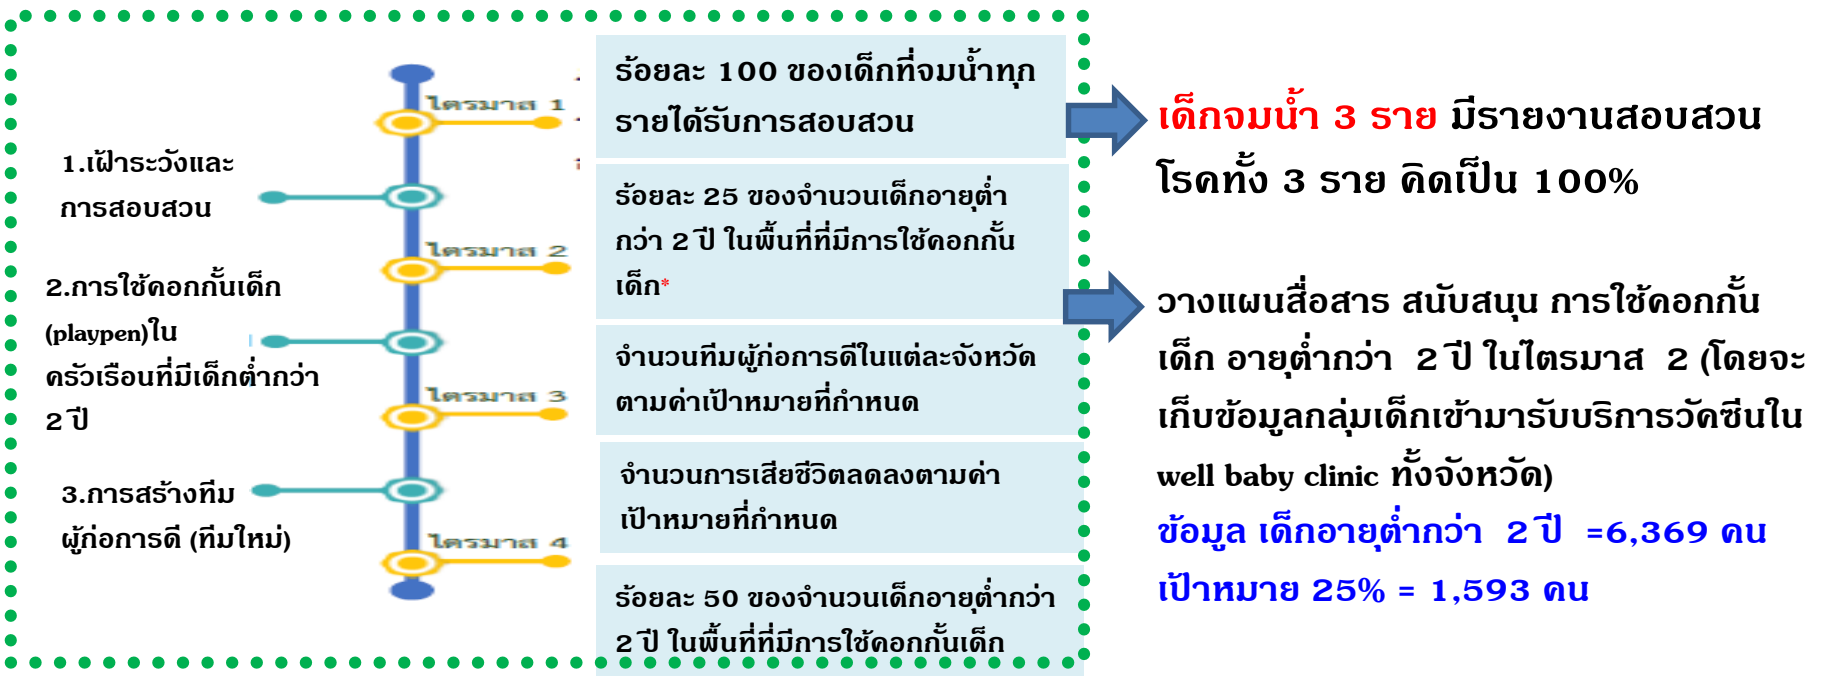 1.เฝ้าระวังและ
การสอบสวน
2.การใช้คอกกั้นเด็ก
(playpen)ใน
ครัวเรือนที่มีเด็กต่ำกว่า
2 ปี
3.การสร้างทีม
ผู้ก่อการดี (ทีมใหม่)
ไตรมาส 1
ไตรมาส 2
ไตรมาส 3
ไตรมาส 4
ร้อยละ 100 ของเด็กที่จมน้ำทุก
รายได้รับการสอบสวน
ร้อยละ 25 ของจำนวนเด็กอายุต่ำ
กว่า 2 ปี ในพื้นที่ที่มีการใช้คอกกั้น
เด็ก*
จำนวนทีมผู้ก่อการดีในแต่ละจังหวัด
ตามค่าเป้าหมายที่กำหนด
จำนวนการเสียชีวิตลดลงตามค่า
เป้าหมายที่กำหนด
ร้อยละ 50 ของจำนวนเด็กอายุต่ำกว่า
2 ปี ในพื้นที่ที่มีการใช้คอกกั้นเด็ก
เด็กจมน้ำ 3 ราย มีรายงานสอบสวน
โรคทั้ง 3 ราย คิดเป็น 100%
วางแผนสื่อสาร สนับสนุน การใช้คอกกั้น
เด็ก อายุต่ำกว่า 2 ปี ในไตรมาส 2 (โดยจะ
เก็บข้อมูลกลุ่มเด็กเข้ามารับบริการวัคซีนใน
well baby clinic ทั้งจังหวัด)
ข้อมูล เด็กอายุต่ำกว่า 2 ปี =6,369 คน
เป้าหมาย 25% = 1,593 คน